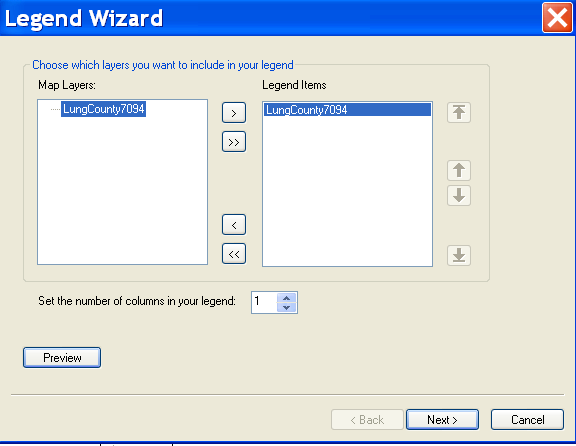 Legend Wizard
Choose which layers you want to include in your legend
Map Layers:
Legend Items
LungCounty7094
LungCounty7094
>
>>
<
<<
Set the number of columns in your legend: 1
Preview
< Back Next > Cancel